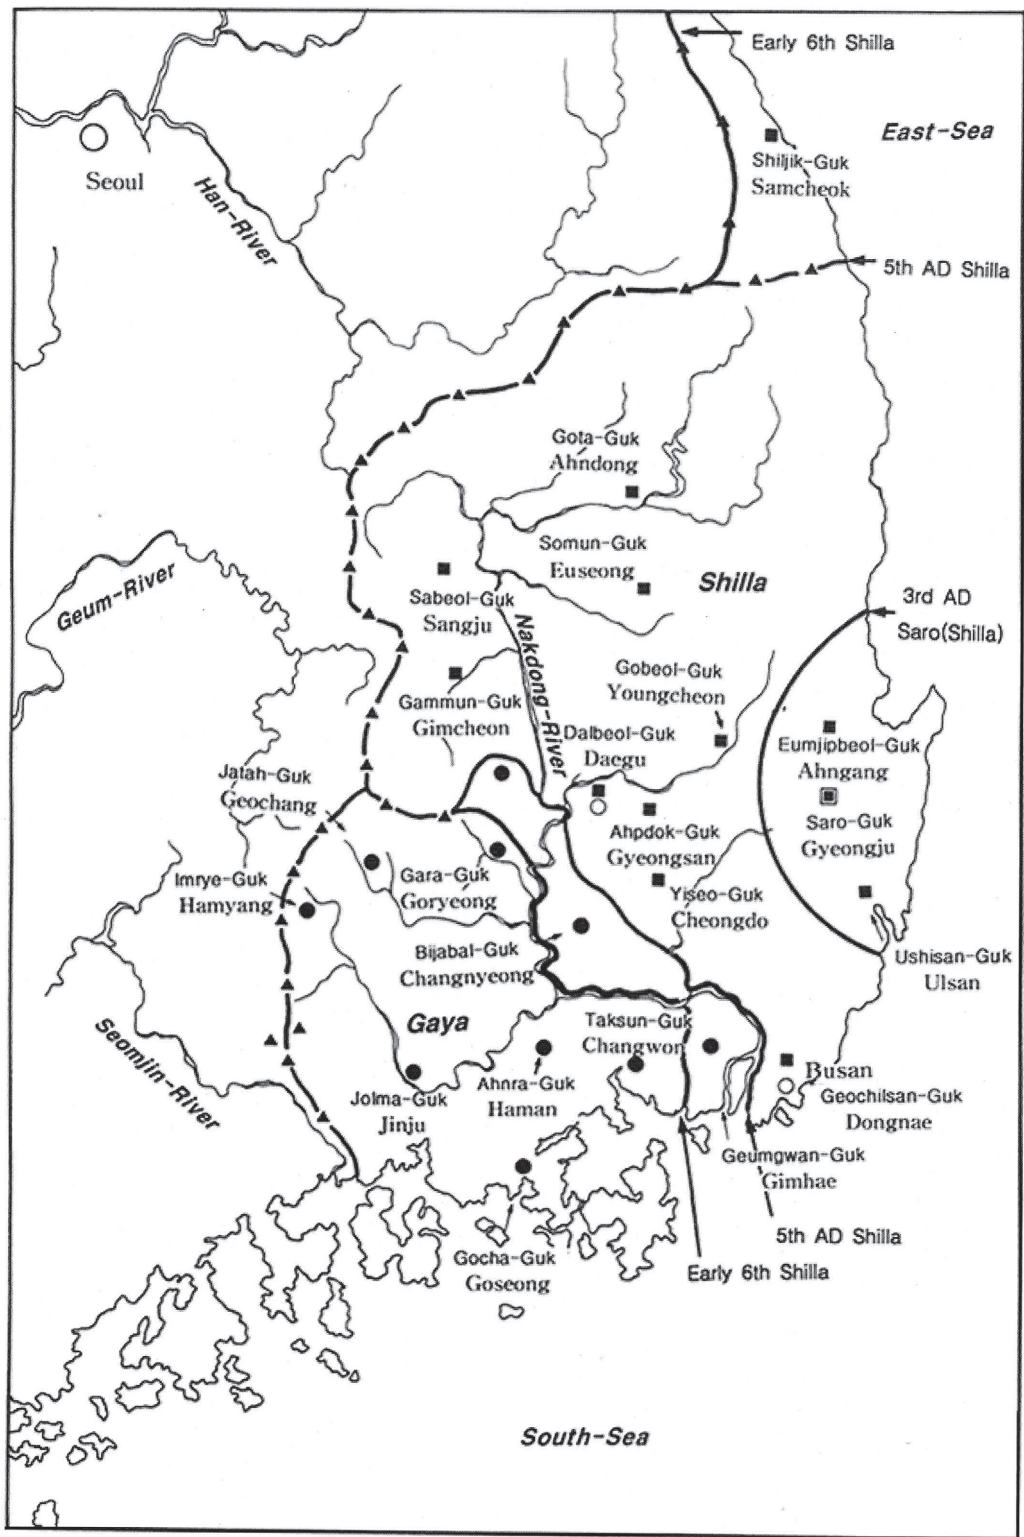 Early 6th Shilla
East-Sea
Shiljik-Guk
Samcheok
Seoul
Han-River
5th AD Shilla
Gota-Guk
Ahndong
Somun-Guk
Euseong
Shilla
Geum-River
Sabeol-Guk
Sangju
Nakdong-River
3rd AD
Saro(Shilla)
Gobeol-Guk
Youngcheon
Gammun-Guk
Gimcheon
Dalbeol-Guk
Daegu
Eumjipbeol-Guk
Ahngang
Jatah-Guk
Geochang
Ahpdok-Guk
Gyeongsan
Saro-Guk
Gyeongju
Imrye-Guk
Hamyang
Gara-Guk
Goryeong
Yiseo-Guk
Cheongdo
Bijabal-Guk
Changnyeong
Ushisan-Guk
Ulsan
Gaya
Taksun-Guk
Changwon
Seomjin-River
Busan
Geochilsan-Guk
Dongnae
Jolma-Guk
Jinju
Ahnra-Guk
Haman
Geumgwan-Guk
Gimhae
Gocha-Guk
Goseong
5th AD Shilla
Early 6th Shilla
South-Sea